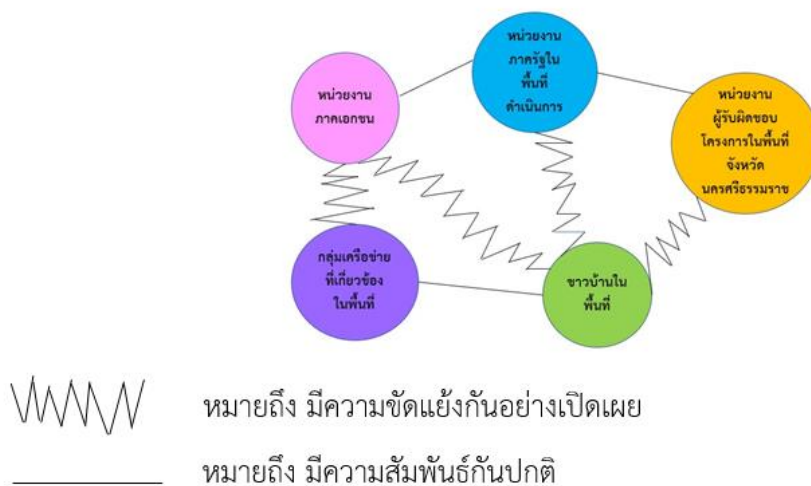 หน่วยงาน
ภาครัฐใน
พื้นที่
ดำเนินการ
หน่วยงาน
ภาคเอกชน
หน่วยงาน
ผู้รับผิดชอบ
โครงการในพื้นที่
จังหวัด
นครศรีธรรมราช
กลุ่มเครือข่าย
ที่เกี่ยวข้อง
ในพื้นที่
ชาวบ้านใน
พื้นที่
หมายถึง มีความขัดแย้งกันอย่างเปิดเผย
หมายถึง มีความสัมพันธ์กันปกติ